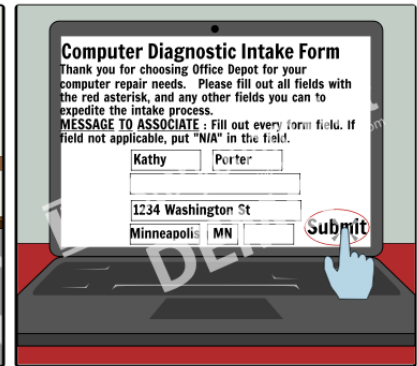 Computer Diagnostic Intake Form
Thank you for choosing Office Depot for your
computer repair needs. Please fill out all fields with
the red asterisk, and any other fields you can to
expedite the intake process.
MESSAGE TO ASSOCIATE : Fill out every form field. If
field not applicable, put "N/A" in the field.
Kathy Porter
1234 Washington St
Minneapolis MN
Submit